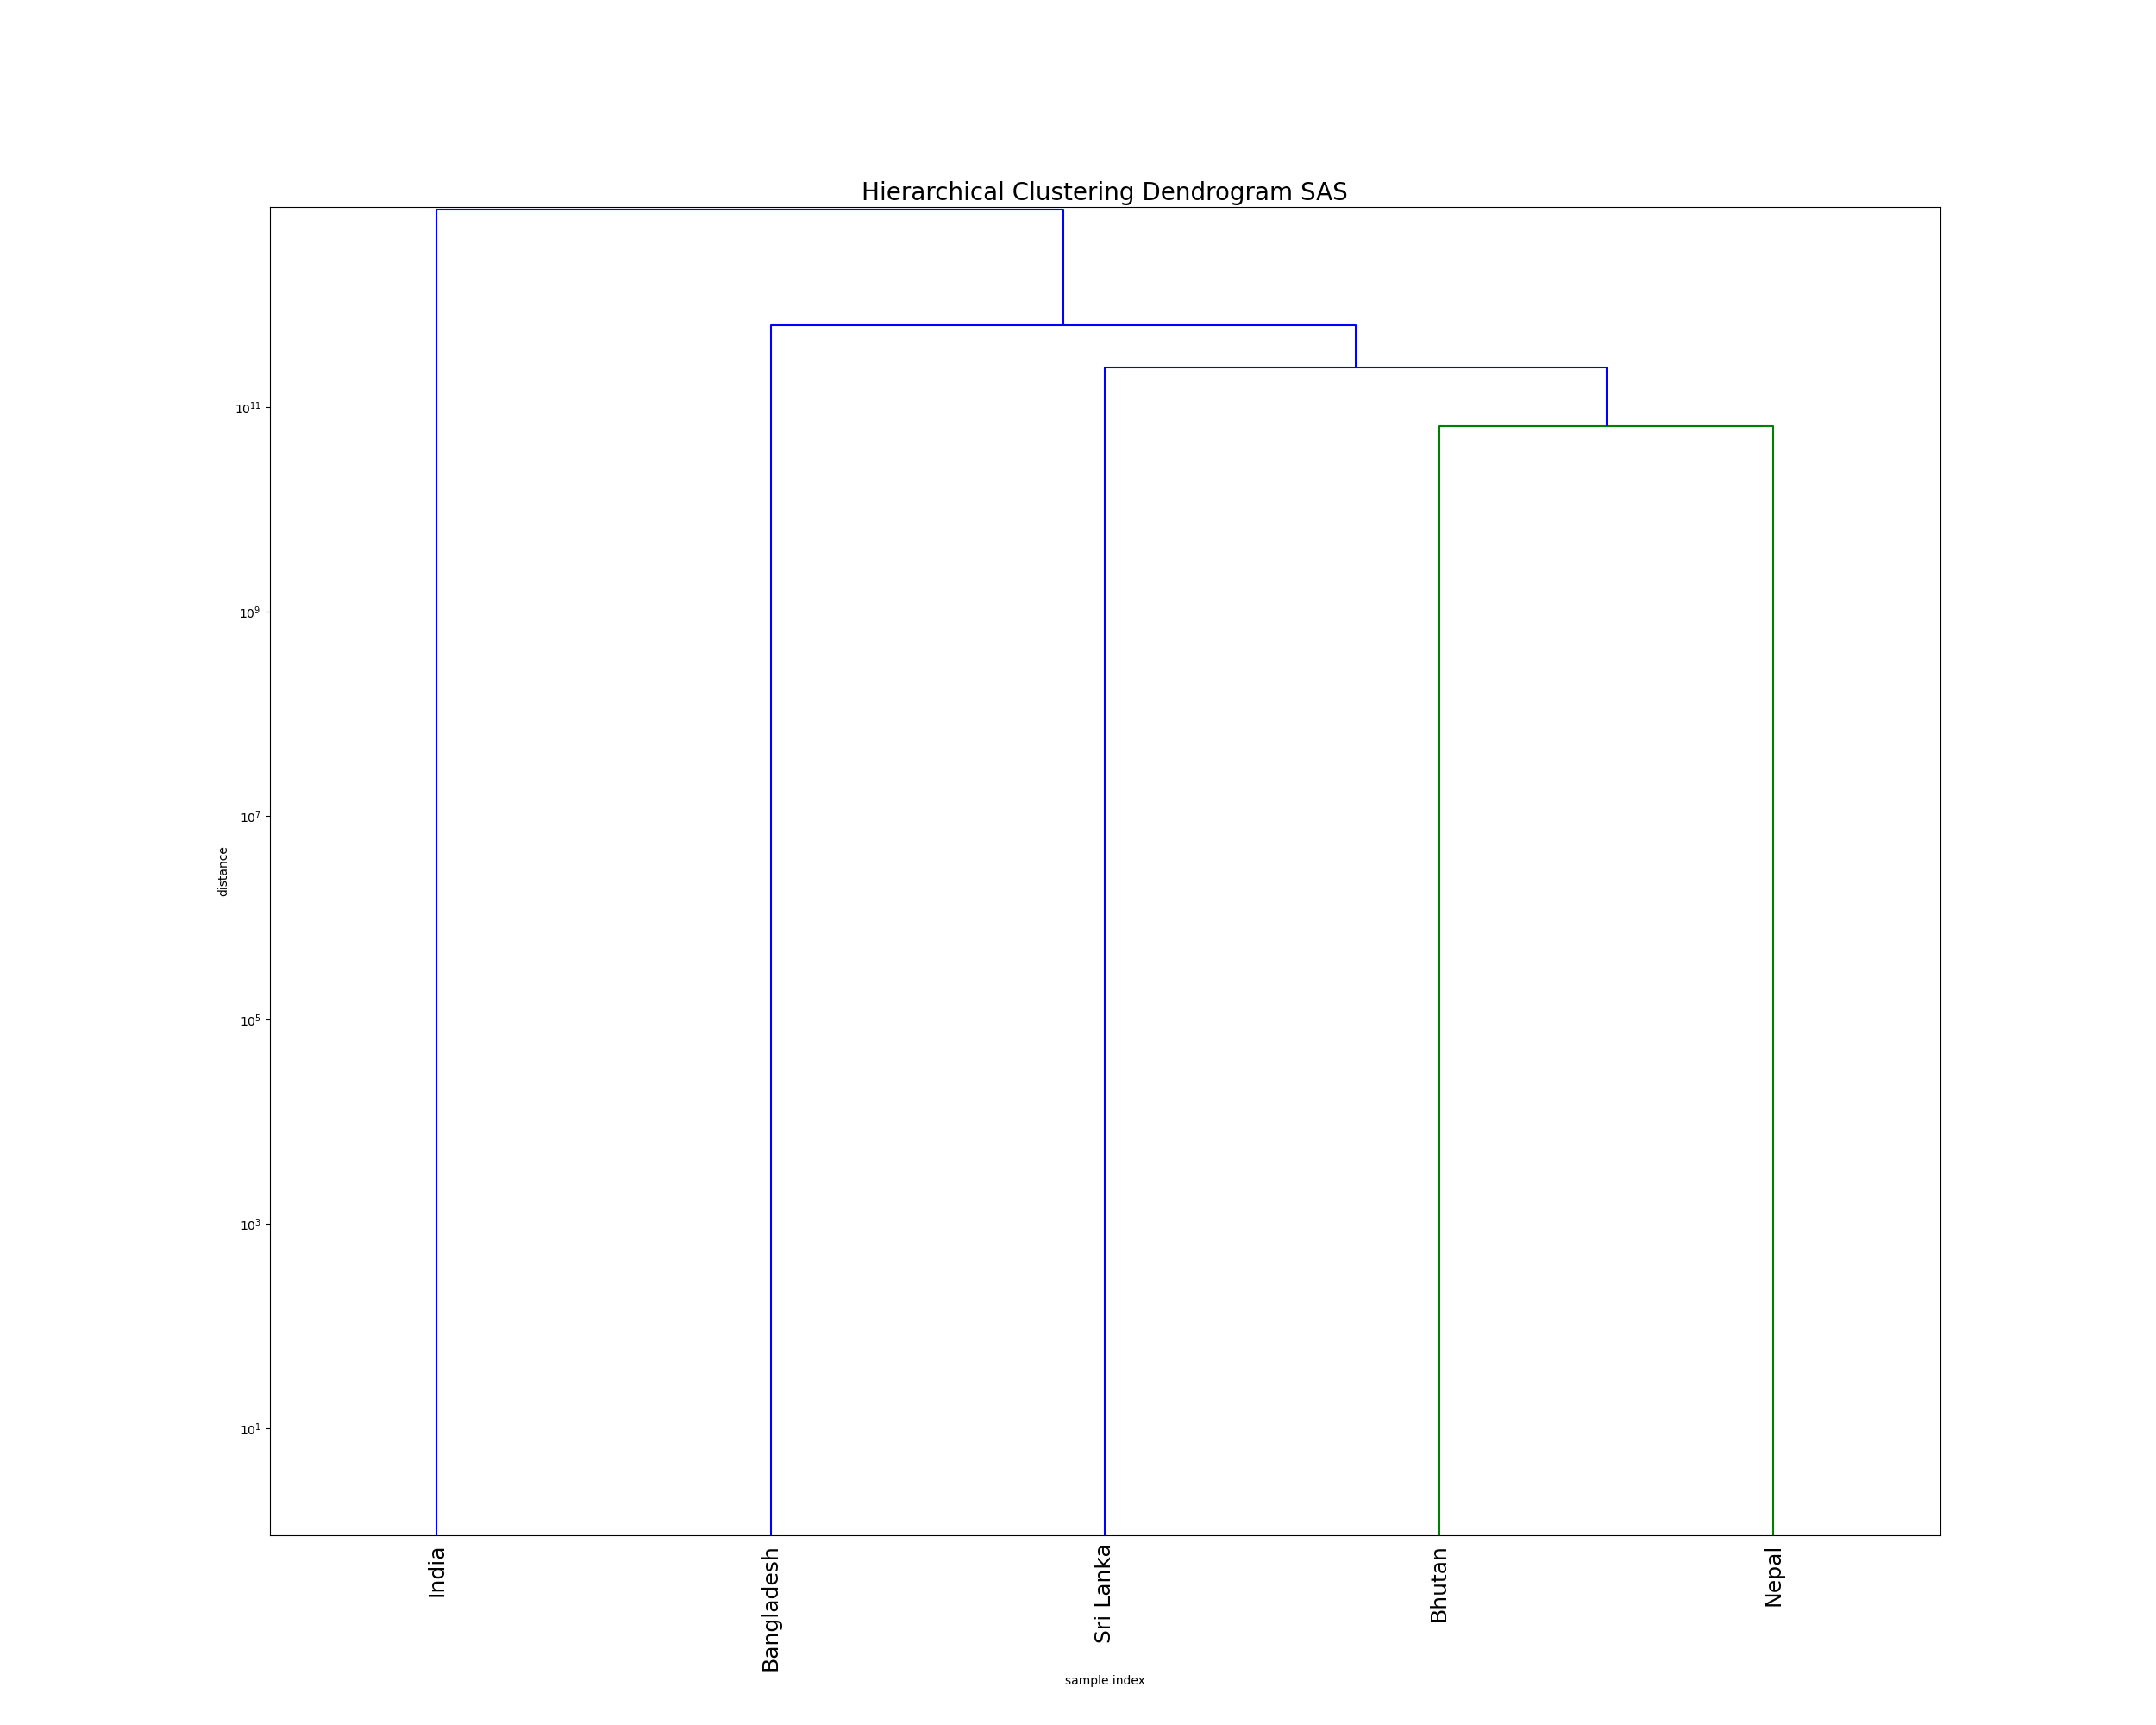 Hierarchical Clustering Dendrogram SAS
10¹¹
10⁹
10⁷
10⁵
10³
10¹
distance
India
Bangladesh
Sri Lanka
Bhutan
Nepal
sample index